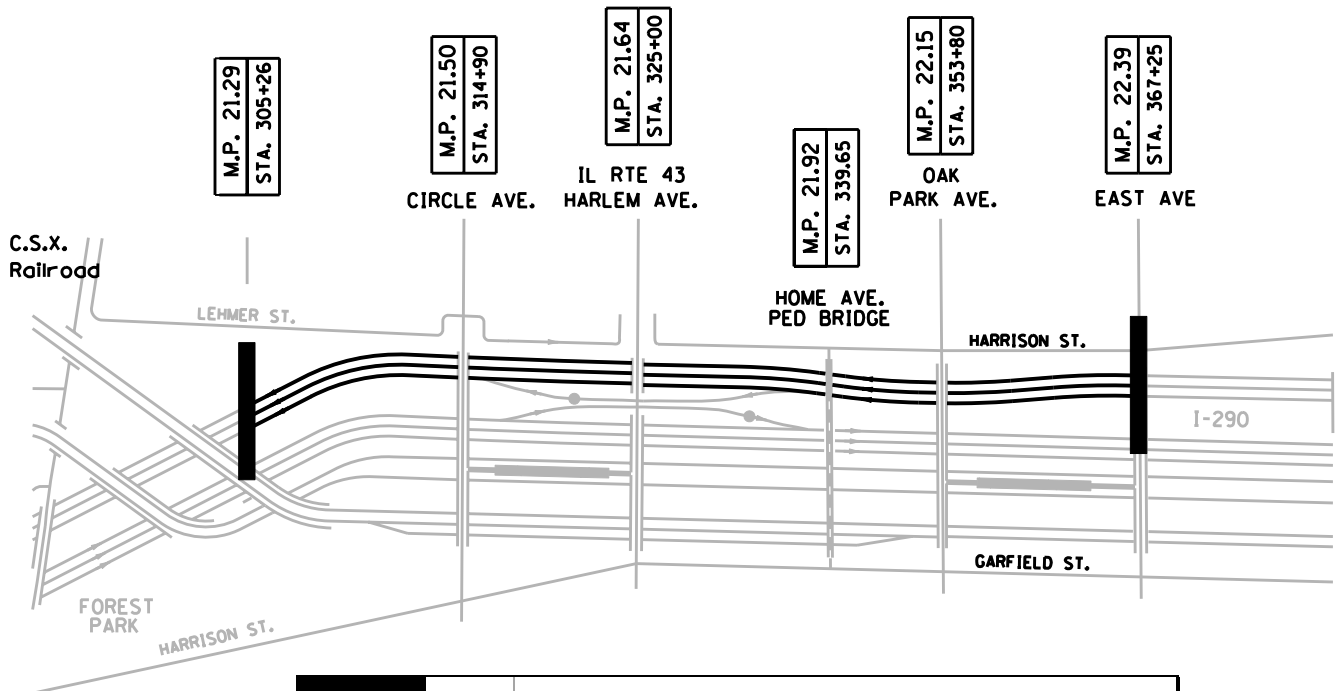 M.P. 21.29
STA. 305+26
M.P. 21.50
STA. 314+90
CIRCLE AVE.
M.P. 21.64
STA. 325+00
IL RTE 43
HARLEM AVE.
M.P. 21.92
STA. 339.65
HOME AVE.
PED BRIDGE
M.P. 22.15
STA. 353+80
OAK
PARK AVE.
M.P. 22.39
STA. 367+25
EAST AVE
C.S.X.
Railroad
LEHMER ST.
HARRISON ST.
I-290
GARFIELD ST.
FOREST
PARK
HARRISON ST.